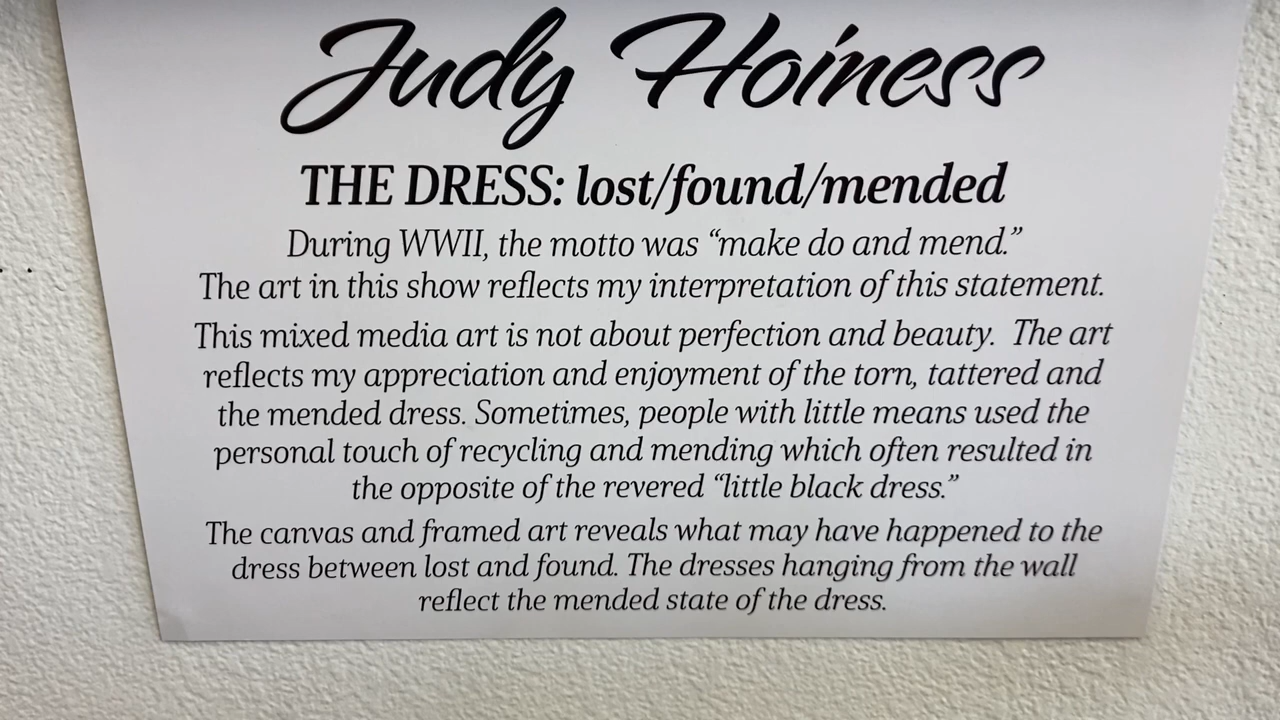 Judy Hoiness
THE DRESS: lost/found/mended
During WWII, the motto was “make do and mend.”
The art in this show reflects my interpretation of this statement.
This mixed media art is not about perfection and beauty.  The art
reflects my appreciation and enjoyment of the torn, tattered and
the mended dress. Sometimes, people with little means used the
personal touch of recycling and mending which often resulted in
the opposite of the revered “little black dress.”
The canvas and framed art reveals what may have happened to the
dress between lost and found. The dresses hanging from the wall
reflect the mended state of the dress.